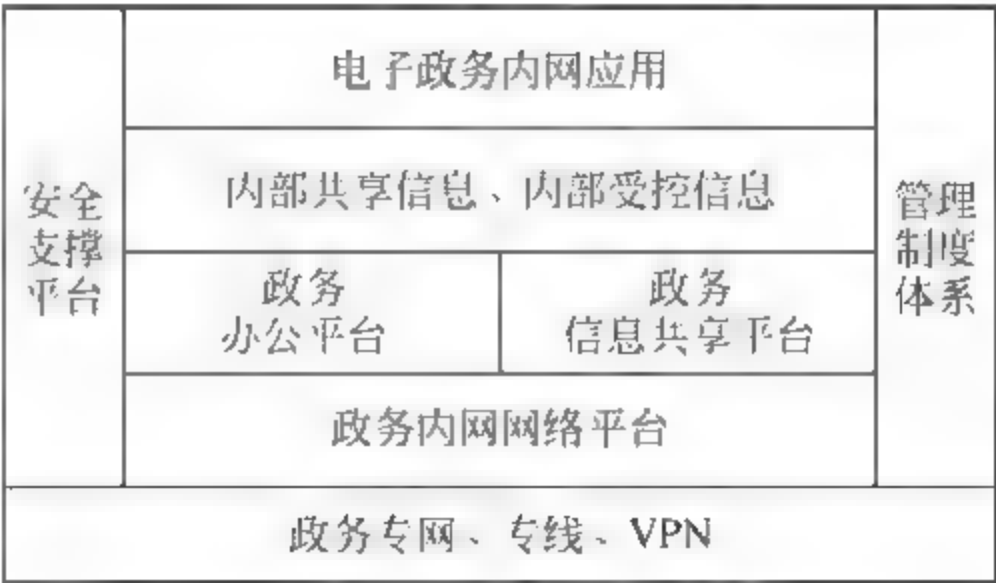 电子政务内网应用
内部共享信息、内部受控信息
安全
支撑
平台
管理
制度
体系
政务
办公平台
政务
信息共享平台
政务内网网络平台
政务专网、专线、VPN